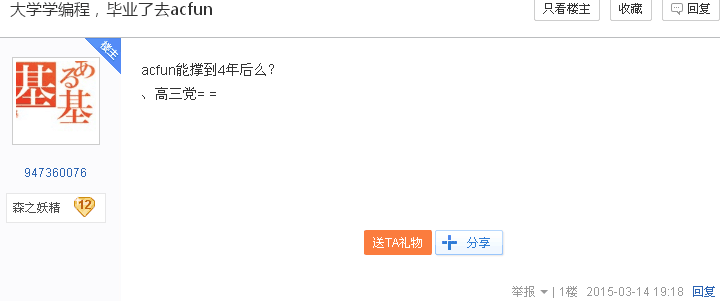 大学学编程，毕业了去acfun
只看楼主
收藏
回复
楼主
acfun能撑到4年后么？
、高三党= =
基
ある
基
947360076
森之妖精 12
送TA礼物
分享
举报 | 1楼 2015-03-14 19:18 回复